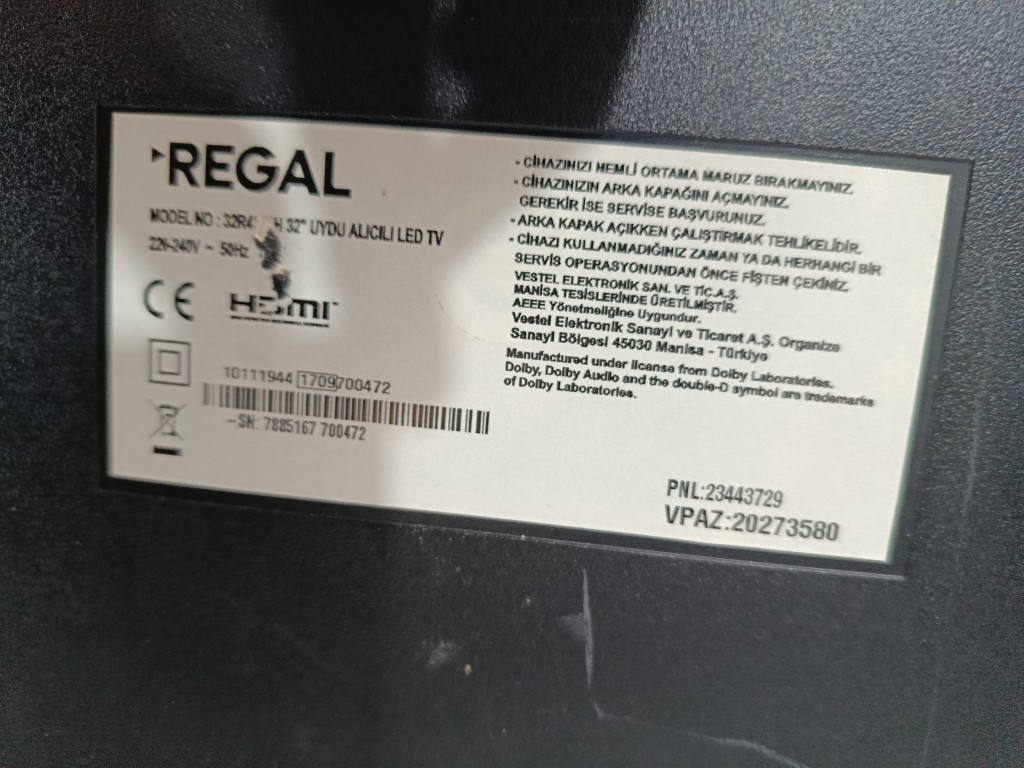 REGAL
MODEL NO : 32" UYDU ALICILI LED TV
220-240V ~ 50Hz
CE HDMI
10111944 1709700472
-SN: 7885167 700472
- CİHAZINIZI NEMLİ ORTAMA MARUZ BIRAKMAYINIZ.
- CİHAZINIZIN ARKA KAPAĞINI AÇMAYINIZ,
GEREKİR İSE SERVİSE BAŞVURUNUZ.
- ARKA KAPAK AÇIKKEN ÇALIŞTIRMAK TEHLİKELİDİR.
- CİHAZI KULLANMADIĞINIZ ZAMAN YA DA HERHANGİ BİR
SERVİS OPERASYONUNDAN ÖNCE FİŞTEN ÇEKİNİZ.
VESTEL ELEKTRONİK SAN. VE TİC.A.Ş.
MANİSA TESİSLERİNDE ÜRETİLMİŞTİR.
AEEE Yönetmeliğine Uygundur.
Vestel Elektronik Sanayi ve Ticaret A.Ş. Organize
Sanayi Bölgesi 45030 Manisa - Türkiye
Manufactured under license from Dolby Laboratories.
Dolby, Dolby Audio and the double-D symbol are trademarks
of Dolby Laboratories.
PNL:23443729
VPAZ:20273580